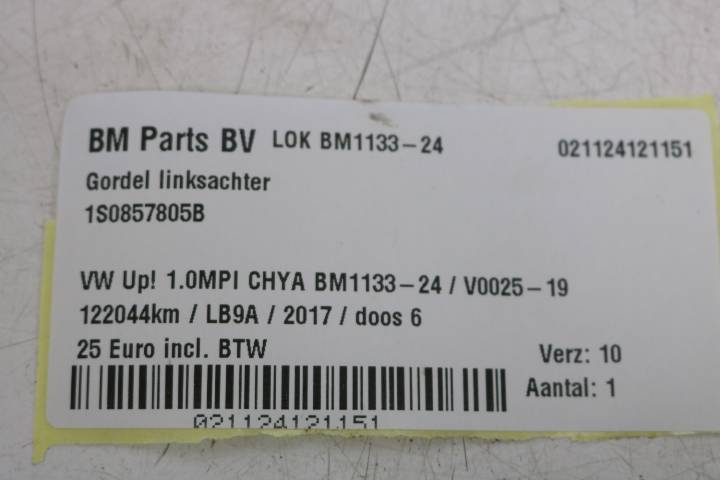 BM Parts BV LOK BM1133-24 021124121151
Gordel linksachter
1S0857805B
VW Up! 1.0MPI CHYA BM1133-24 / V0025-19
122044km / LB9A / 2017 / doos 6
25 Euro incl. BTW
Verz: 10
Aantal: 1
021124121151